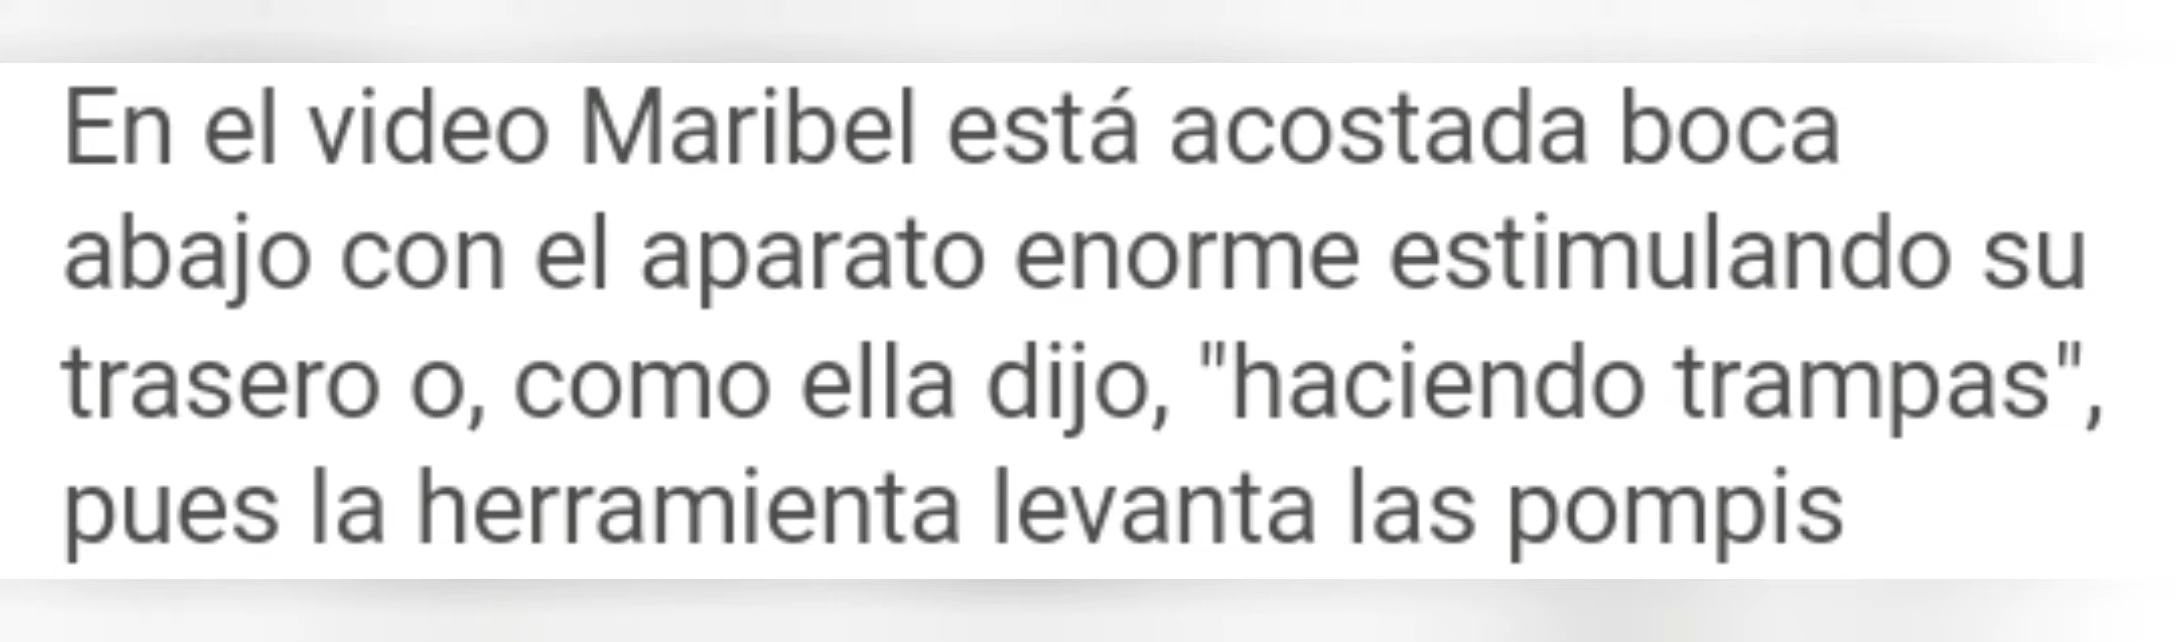 En el video Maribel está acostada boca
abajo con el aparato enorme estimulando su
trasero o, como ella dijo, "haciendo trampas",
pues la herramienta levanta las pompis